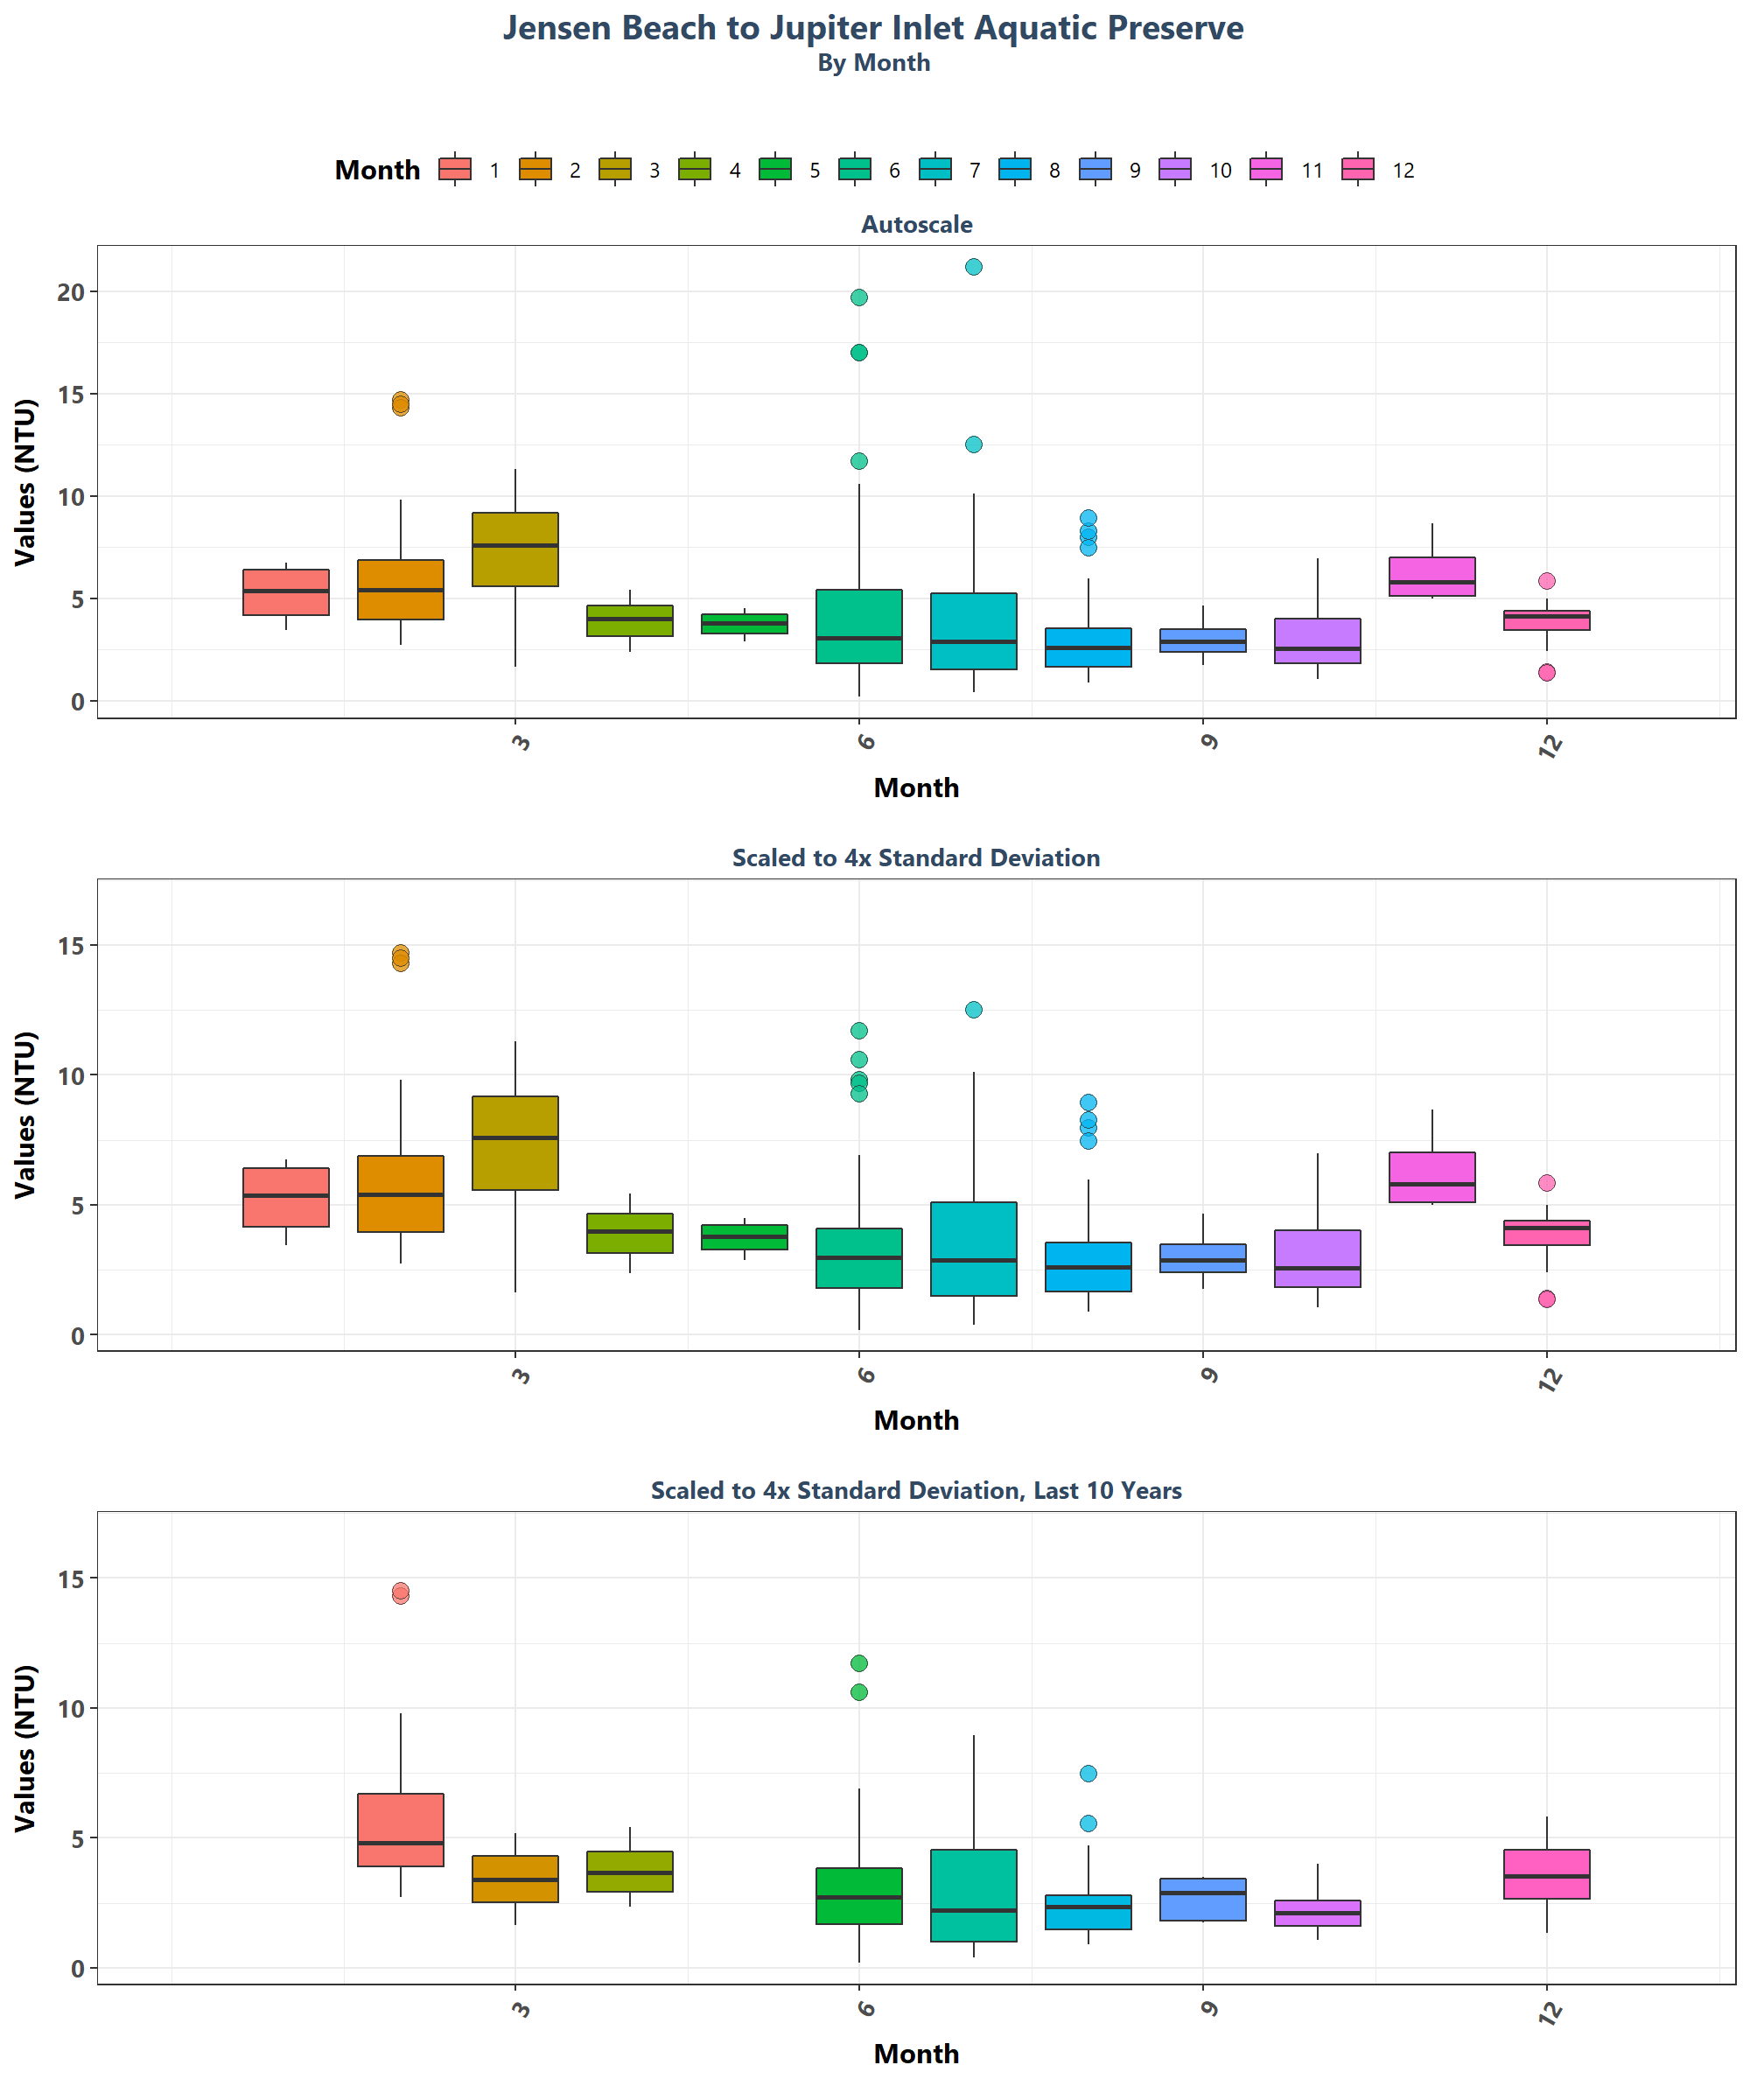 Jensen Beach to Jupiter Inlet Aquatic Preserve
By Month
Month 1 2 3 4 5 6 7 8 9 10 11 12
Autoscale
Values (NTU)
20
15
10
5
0
3 6 9 12
Month
Scaled to 4x Standard Deviation
Values (NTU)
15
10
5
0
3 6 9 12
Month
Scaled to 4x Standard Deviation, Last 10 Years
Values (NTU)
15
10
5
0
3 6 9 12
Month